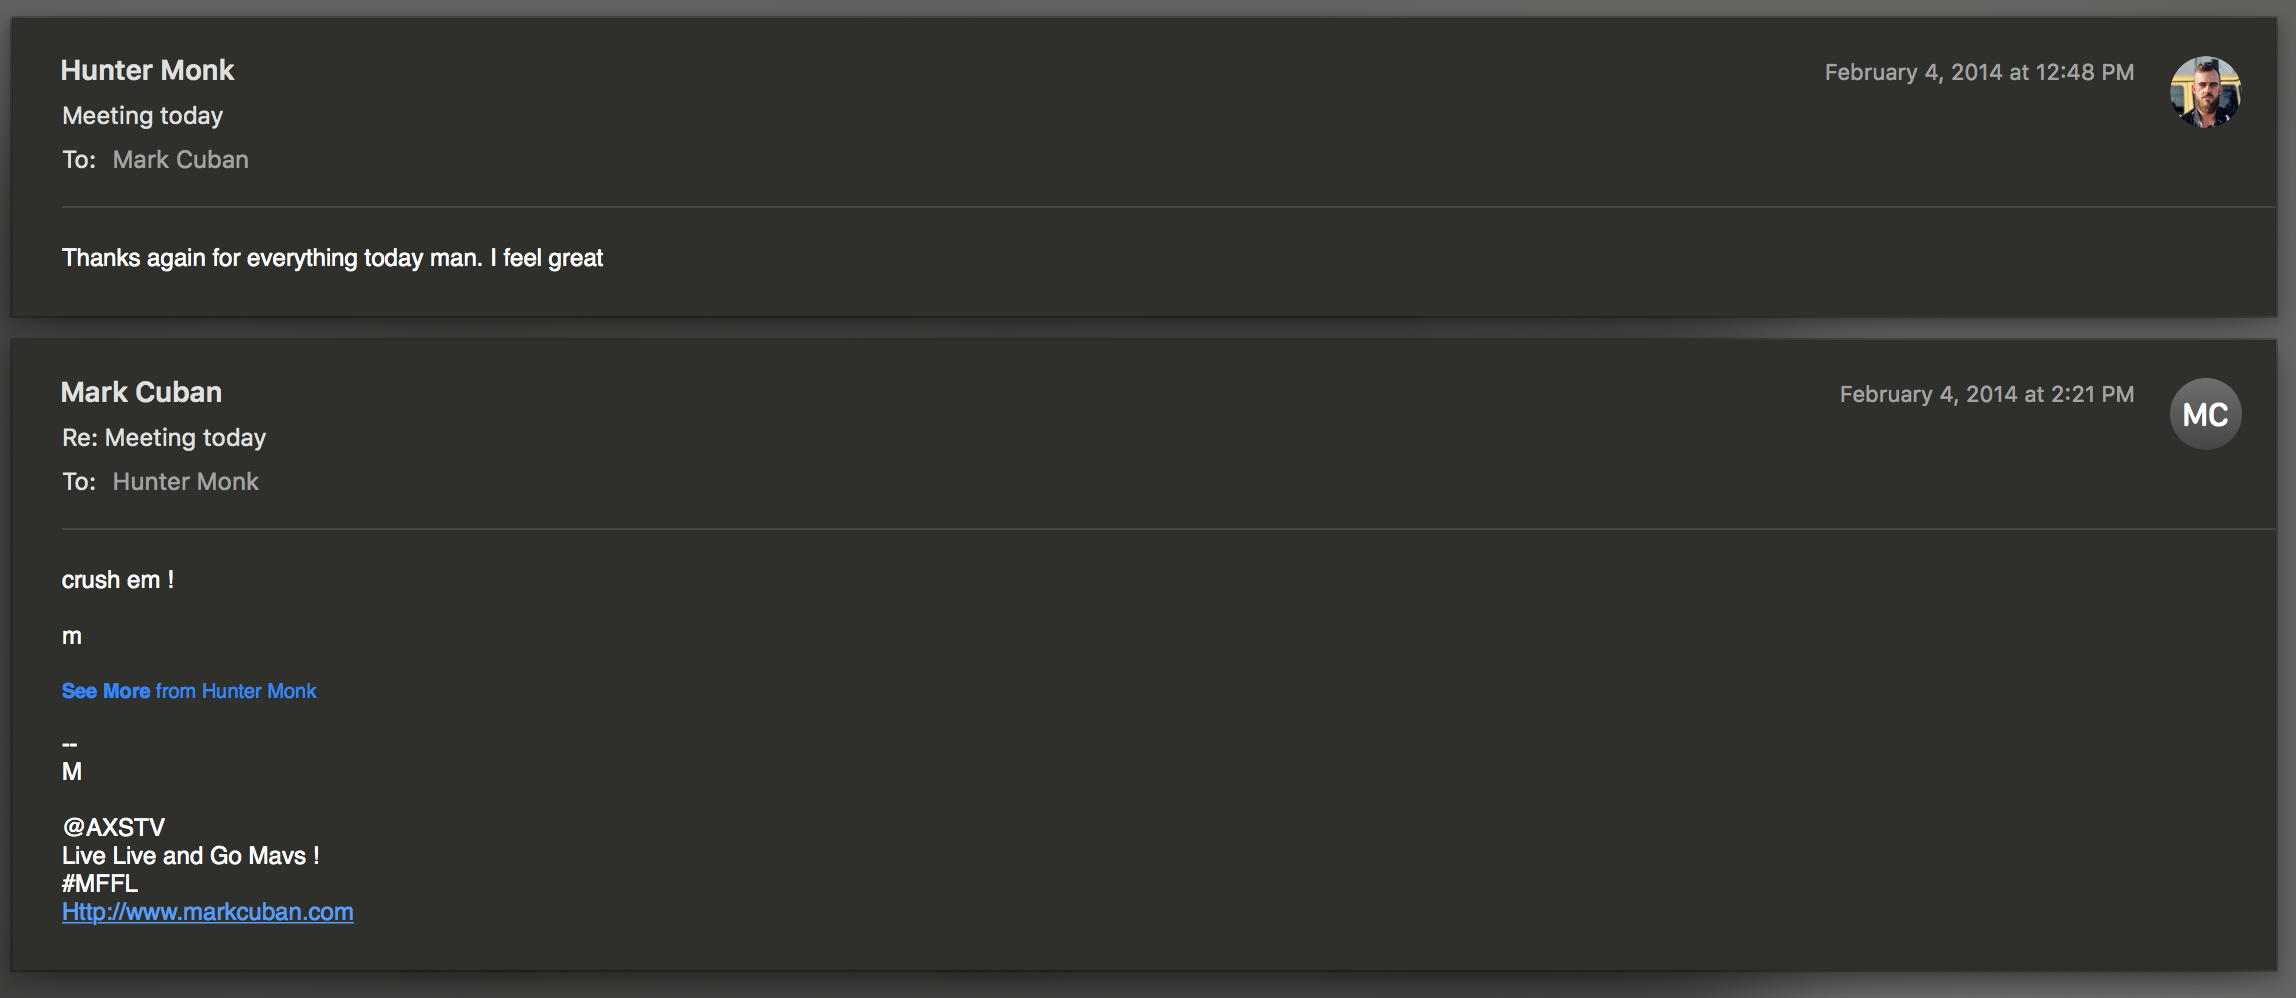 Hunter Monk
February 4, 2014 at 12:48 PM
Meeting today
To: Mark Cuban
Thanks again for everything today man. I feel great
Mark Cuban
February 4, 2014 at 2:21 PM
MC
Re: Meeting today
To: Hunter Monk
crush em !
m
See More from Hunter Monk
--
M
@AXSTV
Live Live and Go Mavs !
#MFFL
Http://www.markcuban.com